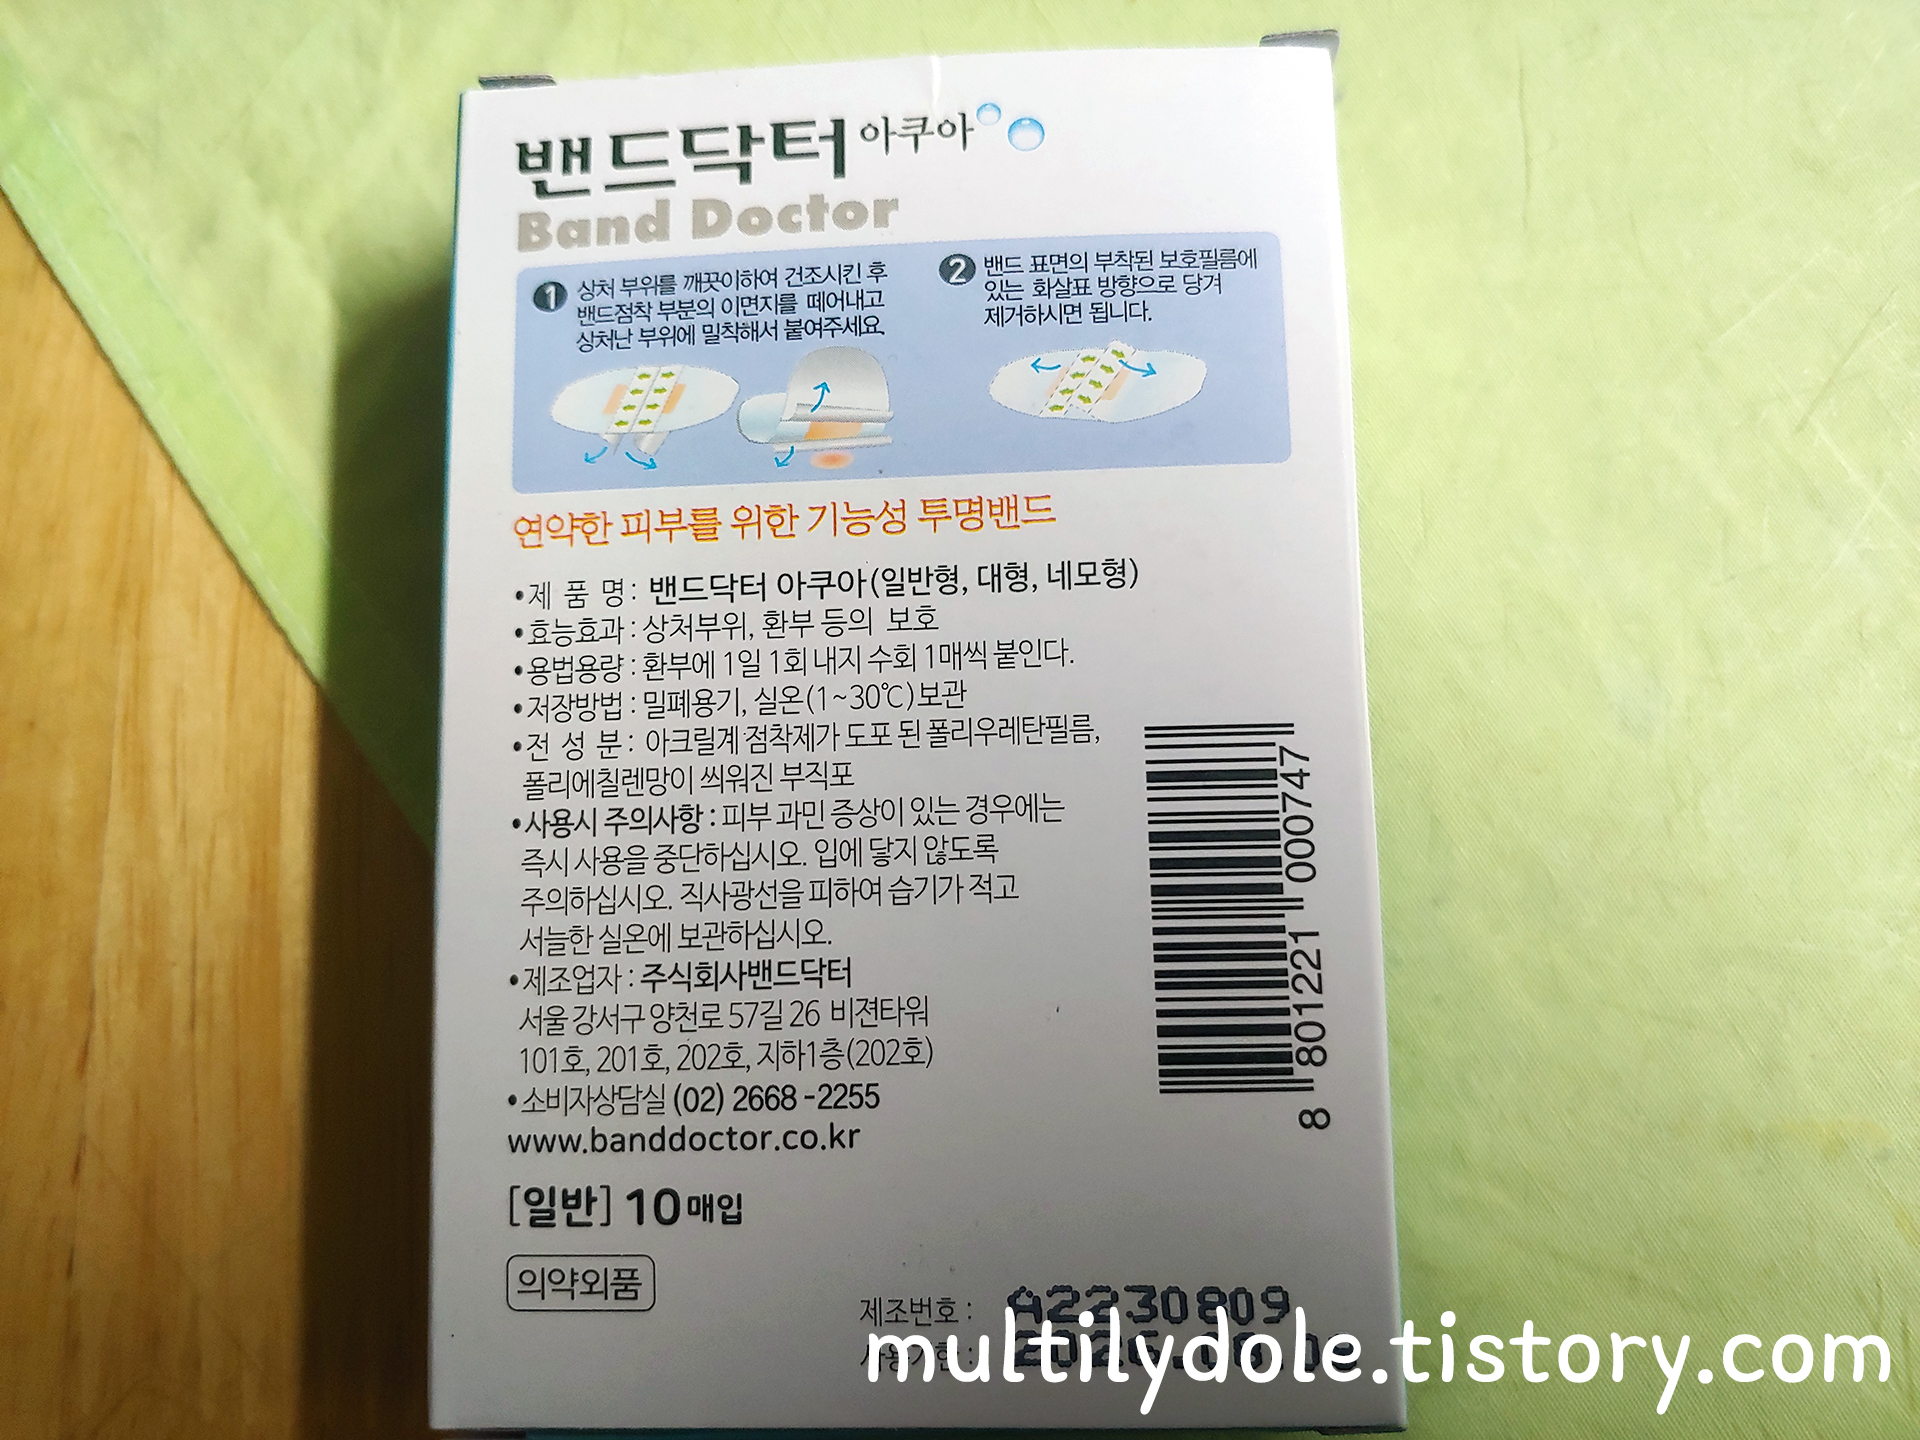 밴드닥터 아쿠아
Band Doctor
1 상처 부위를 깨끗이하여 건조시킨 후
밴드점착 부분의 이면지를 떼어내고
상처난 부위에 밀착해서 붙여주세요.
2 밴드 표면의 부착된 보호필름에
있는 화살표 방향으로 당겨
제거하시면 됩니다.
연약한 피부를 위한 기능성 투명밴드
•제 품 명 : 밴드닥터 아쿠아(일반형, 대형, 네모형)
•효능효과 : 상처부위, 환부 등의 보호
•용법용량 : 환부에 1일 1회 내지 수회 1매씩 붙인다.
•저장방법 : 밀폐용기, 실온(1~30℃)보관
•전 성 분 : 아크릴계 점착제가 도포 된 폴리우레탄필름,
폴리에칠렌망이 씌워진 부직포
•사용시 주의사항 : 피부 과민 증상이 있는 경우에는
즉시 사용을 중단하십시오. 입에 닿지 않도록
주의하십시오. 직사광선을 피하여 습기가 적고
서늘한 실온에 보관하십시오.
•제조업자 : 주식회사밴드닥터
서울 강서구 양천로 57길 26 비젼타워
101호, 201호, 202호, 지하1층(202호)
•소비자상담실 (02) 2668-2255
www.banddoctor.co.kr
[일반] 10매입
의약외품
제조번호 : A2230809
사용기한 :
8 801221 000747
multilydole.tistory.com